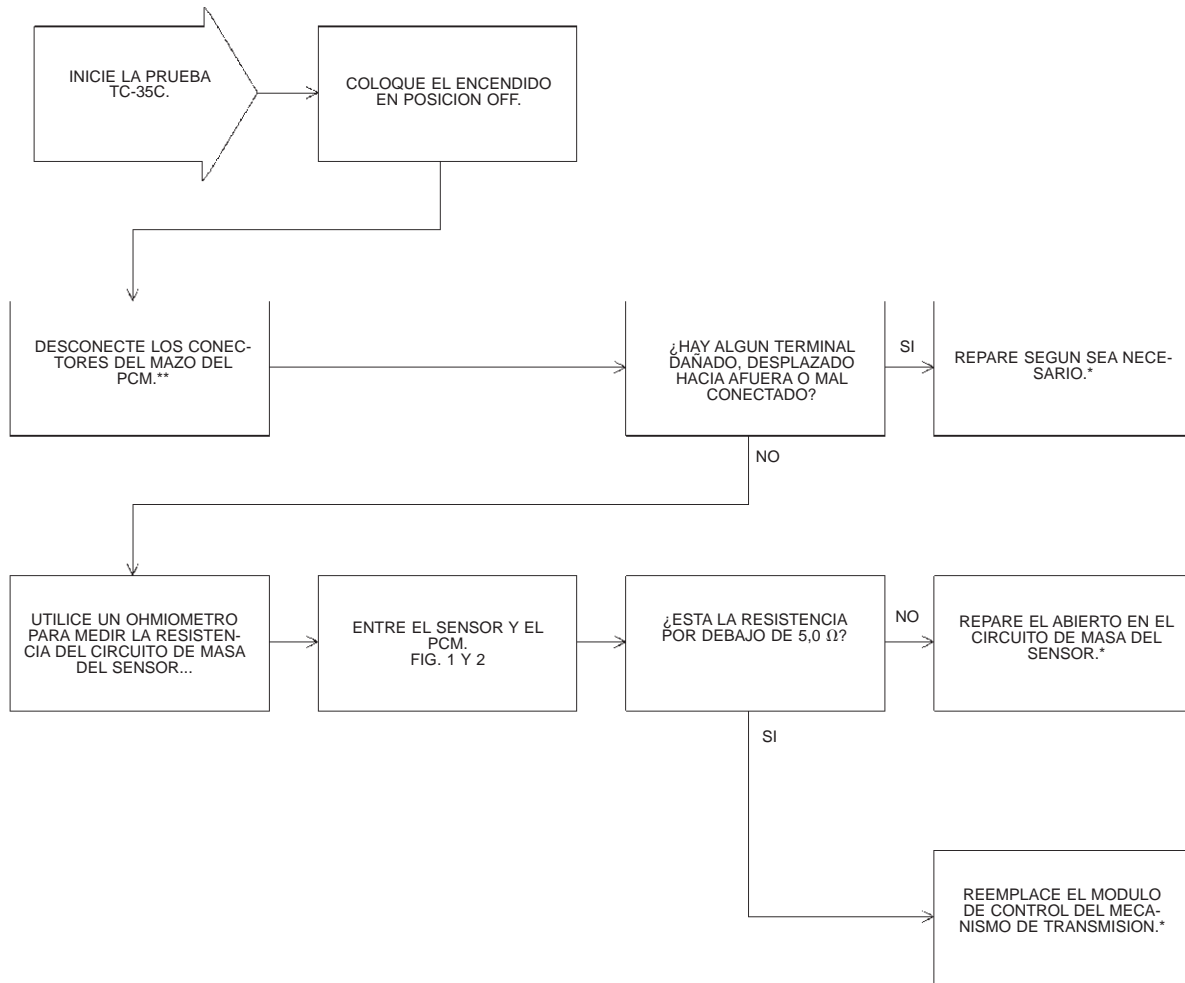 INICIE LA PRUEBA
TC-35C.
COLOQUE EL ENCENDIDO
EN POSICION OFF.
DESCONECTE LOS CONEC-
TORES DEL MAZO DEL
PCM.**
¿HAY ALGUN TERMINAL
DAÑADO, DESPLAZADO
HACIA AFUERA O MAL
CONECTADO?
SI
REPARE SEGUN SEA NECE-
SARIO.*
NO
UTILICE UN OHMIOMETRO
PARA MEDIR LA RESISTEN-
CIA DEL CIRCUITO DE MASA
DEL SENSOR...
ENTRE EL SENSOR Y EL
PCM.
FIG. 1 Y 2
¿ESTA LA RESISTENCIA
POR DEBAJO DE 5,0 Ω?
NO
REPARE EL ABIERTO EN EL
CIRCUITO DE MASA DEL
SENSOR.*
SI
REEMPLACE EL MODULO
DE CONTROL DEL MECA-
NISMO DE TRANSMISION.*